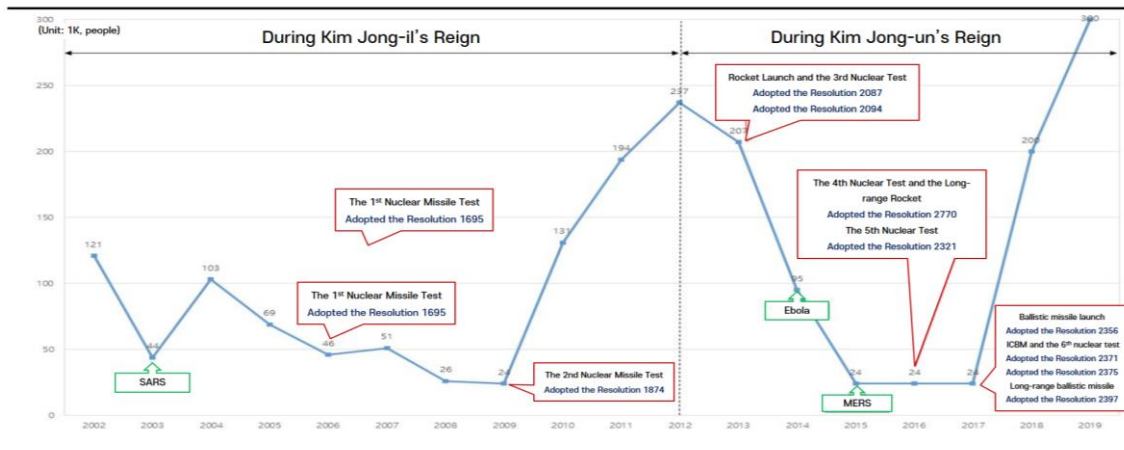 300
(Unit: 1K, people)
During Kim Jong-il's Reign
During Kim Jong-un's Reign
300
250
200
150
100
50
0
121
44
SARS
103
69
46
51
26
24
131
194
237
207
95
Ebola
24
MERS
24
24
200
The 1st Nuclear Missile Test
Adopted the Resolution 1695
The 1st Nuclear Missile Test
Adopted the Resolution 1695
The 2nd Nuclear Missile Test
Adopted the Resolution 1874
Rocket Launch and the 3rd Nuclear Test
Adopted the Resolution 2087
Adopted the Resolution 2094
The 4th Nuclear Test and the Long-
range Rocket
Adopted the Resolution 2770
The 5th Nuclear Test
Adopted the Resolution 2321
Ballistic missile launch
Adopted the Resolution 2356
ICBM and the 6th nuclear test
Adopted the Resolution 2371
Adopted the Resolution 2375
Long-range ballistic missile
Adopted the Resolution 2397
2002 2003 2004 2005 2006 2007 2008 2009 2010 2011 2012 2013 2014 2015 2016 2017 2018 2019